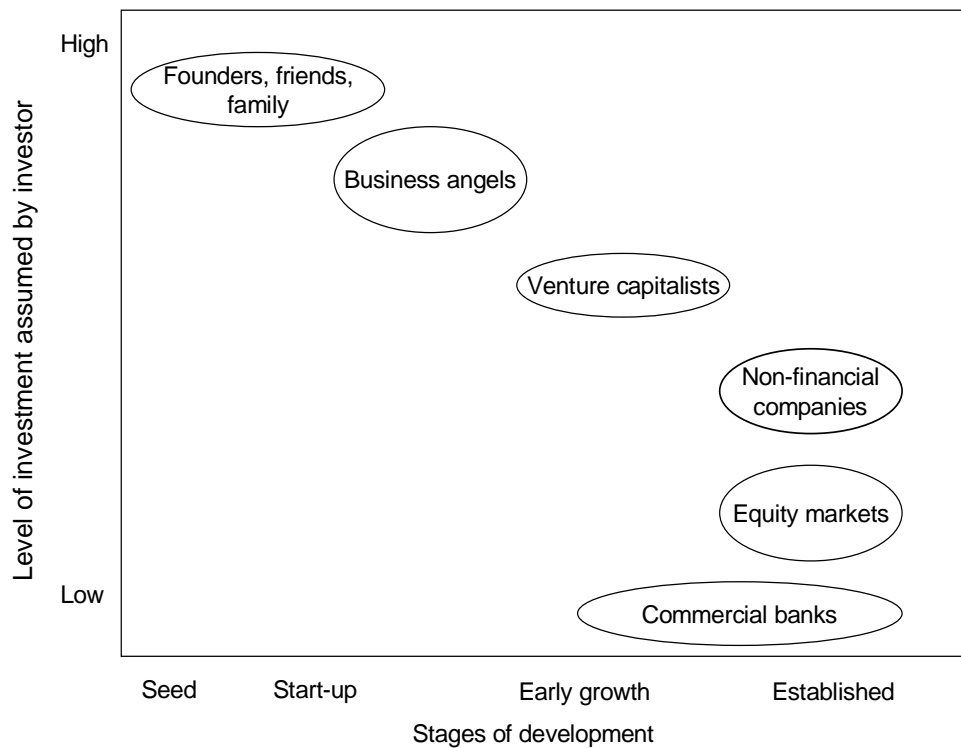 High
Founders, friends,
family
Business angels
Venture capitalists
Non-financial
companies
Equity markets
Low
Commercial banks
Level of investment assumed by investor
Seed
Start-up
Early growth
Established
Stages of development